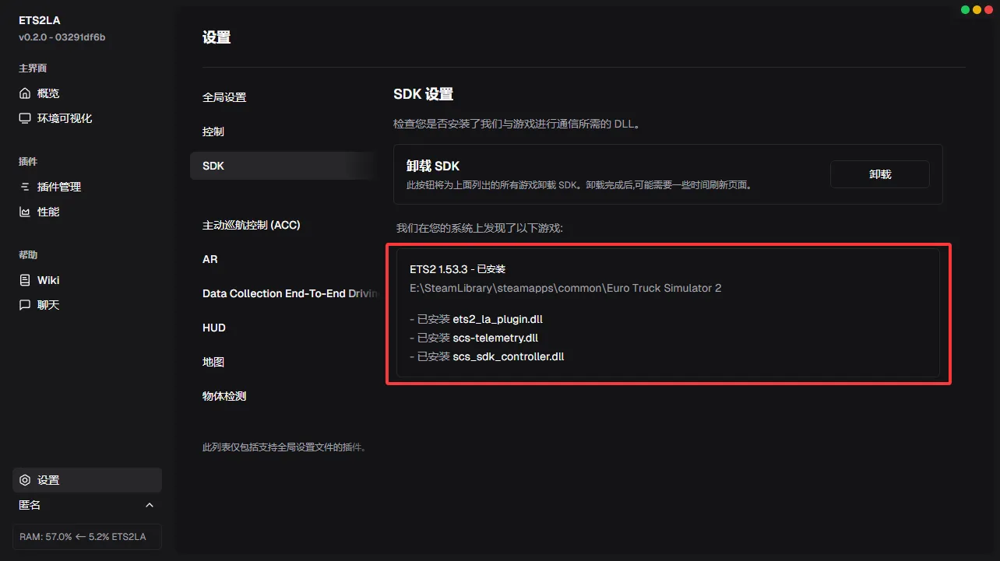 ETS2LA
v0.2.0 - 03291df6b
主界面
概览
环境可视化
插件
插件管理
性能
帮助
Wiki
聊天
设置
匿名
RAM: 57.0% <- 5.2% ETS2LA
设置
全局设置
控制
SDK
主动巡航控制 (ACC)
AR
Data Collection End-To-End Drivin
HUD
地图
物体检测
此列表仅包括支持全局设置文件的插件。
SDK 设置
检查您是否安装了我们与游戏进行通信所需的 DLL。
卸载 SDK
此按钮将为上面列出的所有游戏卸载 SDK。卸载完成后,可能需要一些时间刷新页面。
卸载
我们在您的系统上发现了以下游戏:
ETS2 1.53.3 - 已安装
E:\SteamLibrary\steamapps\common\Euro Truck Simulator 2
- 已安装 ets2_la_plugin.dll
- 已安装 scs-telemetry.dll
- 已安装 scs_sdk_controller.dll